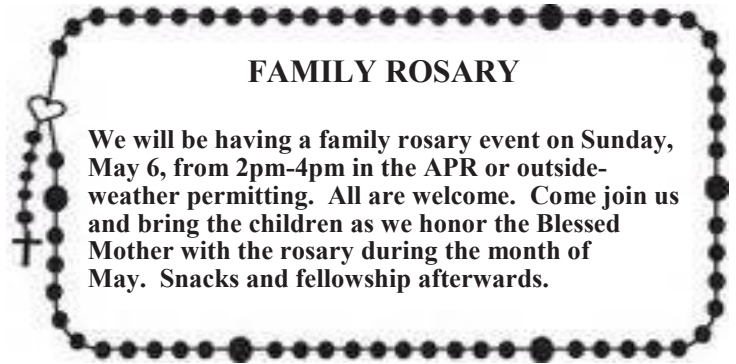 FAMILY ROSARY
We will be having a family rosary event on Sunday,
May 6, from 2pm-4pm in the APR or outside-
weather permitting.  All are welcome.  Come join us
and bring the children as we honor the Blessed
Mother with the rosary during the month of
May.  Snacks and fellowship afterwards.